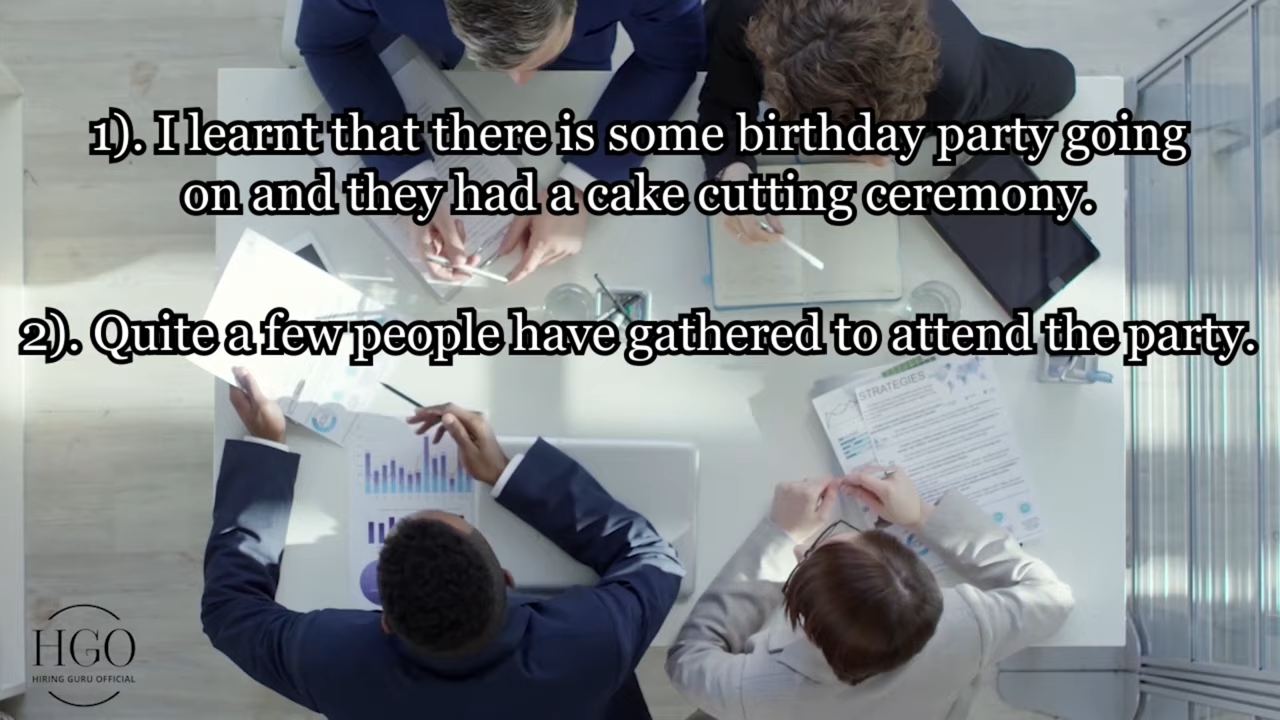 1). I learnt that there is some birthday party going
on and they had a cake cutting ceremony.
2). Quite a few people have gathered to attend the party.
STRATEGIES
HGO
HIRING GURU OFFICIAL